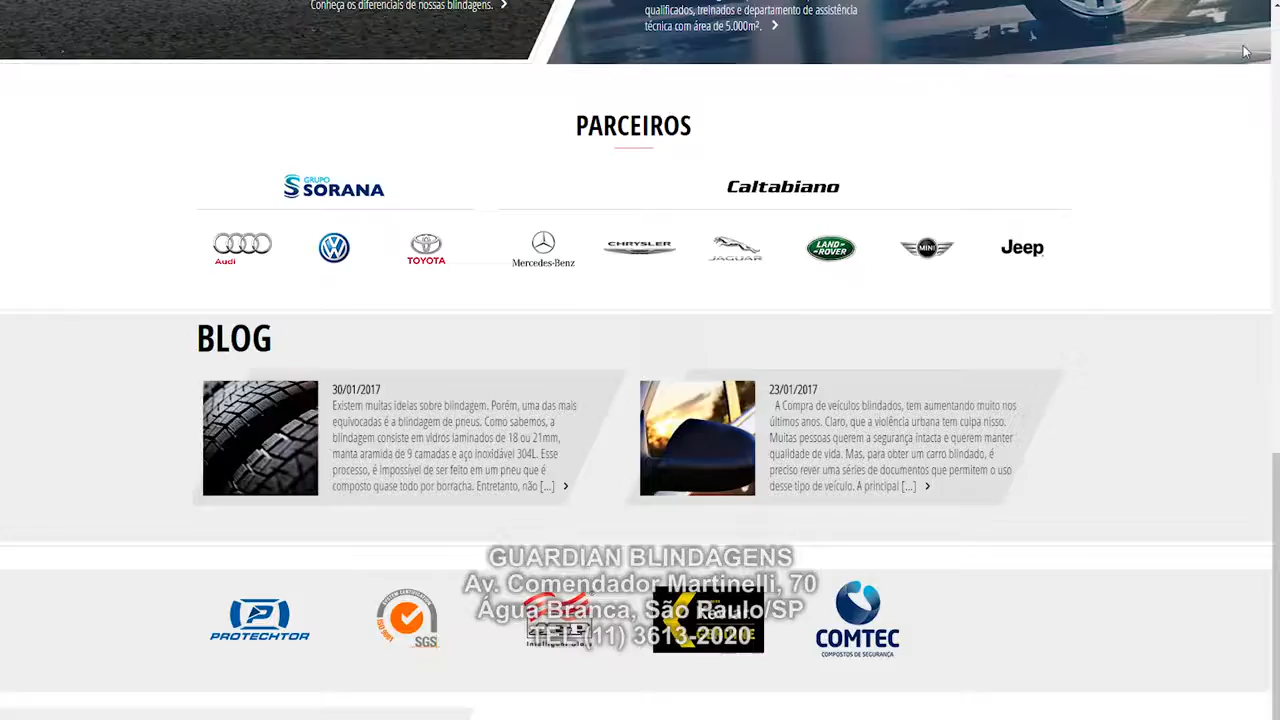 Conheça os diferenciais de nossas blindagens.
qualificados, treinados e departamento de assistência
técnica com área de 5.000m².
PARCEIROS
GRUPO
SORANA
Caltabiano
Audi
TOYOTA
Mercedes-Benz
CHRYSLER
JAGUAR
LAND-
ROVER
MINI
Jeep
BLOG
30/01/2017
Existem muitas ideias sobre blindagem. Porém, uma das mais
equivocadas é a blindagem de pneus. Como sabemos, a
blindagem consiste em vidros laminados de 18 ou 21mm,
manta aramida de 9 camadas e aço inoxidável 304L. Esse
processo, é impossível de ser feito em um pneu que é
composto quase todo por borracha. Entretanto, não [...]
23/01/2017
A Compra de veículos blindados, tem aumentando muito nos
últimos anos. Claro, que a violência urbana tem culpa nisso.
Muitas pessoas querem a segurança intacta e querem manter
qualidade de vida. Mas, para obter um carro blindado, é
preciso rever uma séries de documentos que permitem o uso
desse tipo de veículo. A principal [...]
GUARDIAN BLINDAGENS
Av. Comendador Martinelli, 70
Água Branca, São Paulo/SP
TEL.(11) 3613-2020
PROTECHTOR
SYSTEM CERTIFICATION
ISO 9001
SGS
COMTEC
COMPOSTOS DE SEGURANÇA